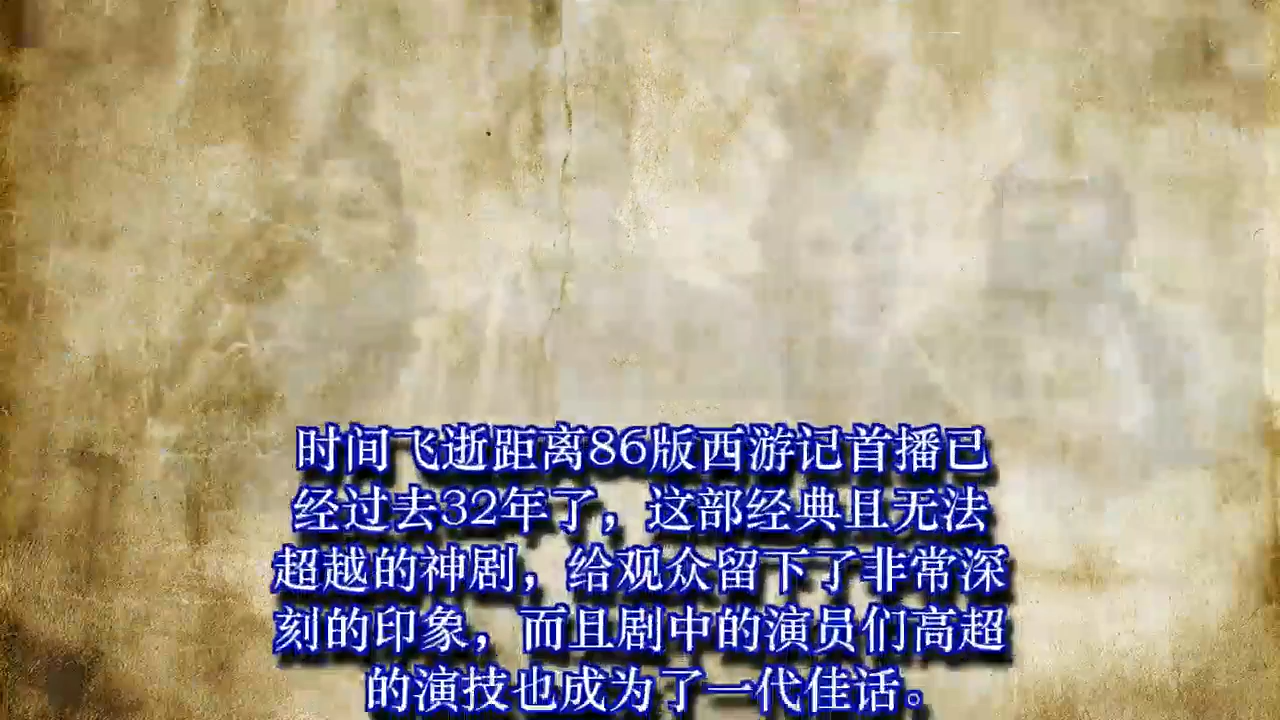 时间飞逝距离86版西游记首播已
经过去32年了，这部经典且无法
超越的神剧，给观众留下了非常深
刻的印象，而且剧中的演员们高超
的演技也成为了一代佳话。